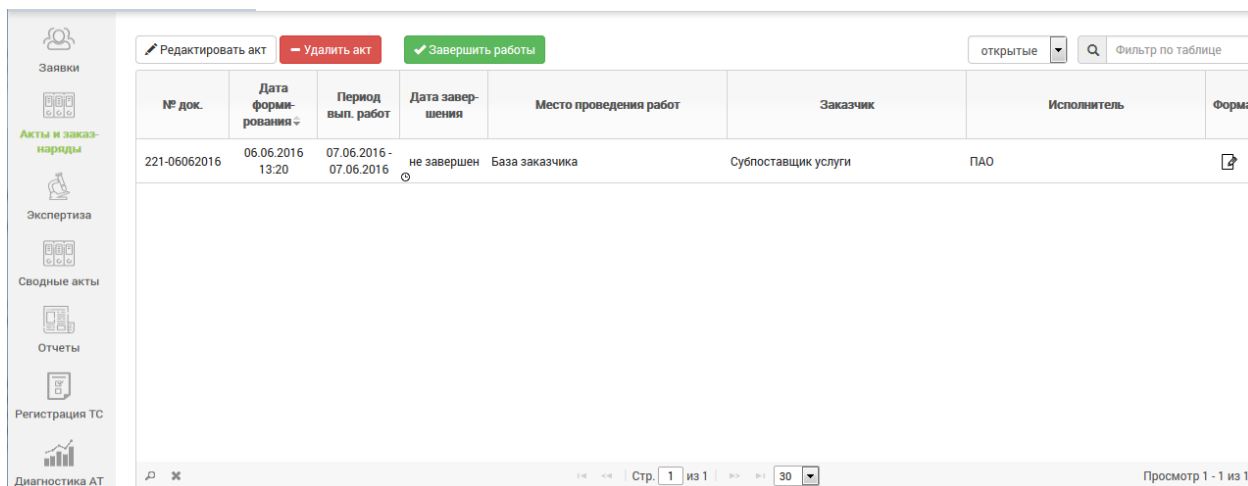 Заявки
Акты и заказ-
наряды
Экспертиза
Сводные акты
Отчеты
Регистрация ТС
Диагностика АТ
Редактировать акт Удалить акт Завершить работы открытые Фильтр по таблице
№ док. Дата форми-рования Период вып. работ Дата завер-шения Место проведения работ Заказчик Исполнитель Форма
221-06062016 06.06.2016 13:20 07.06.2016 - 07.06.2016 не завершен База заказчика Субпоставщик услуги ПАО
Стр. 1 из 1 30 Просмотр 1 - 1 из 1